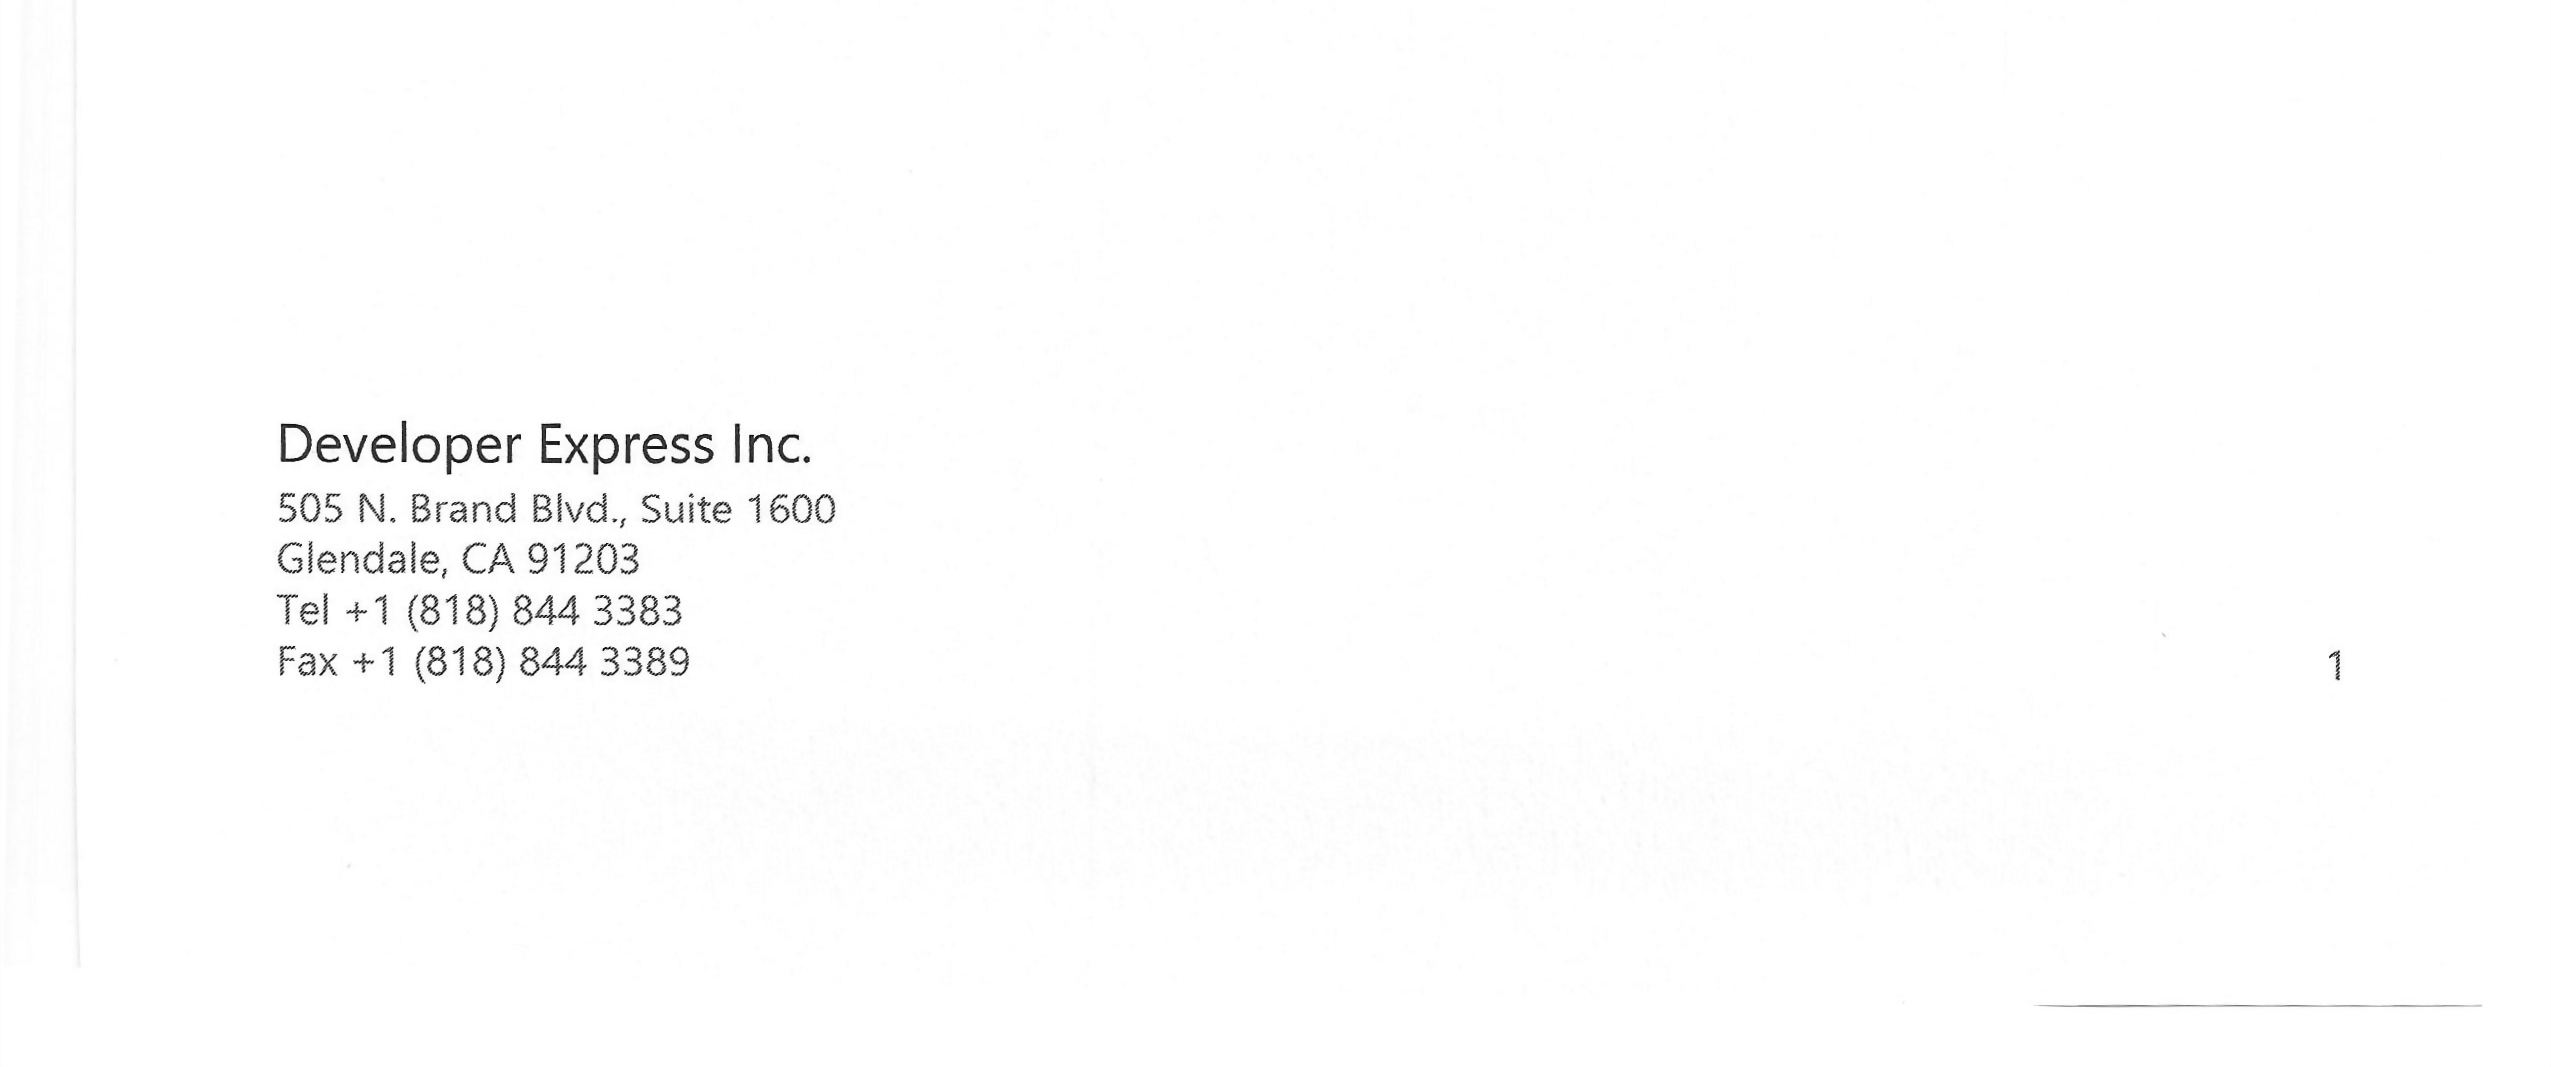 Developer Express Inc.
505 N. Brand Blvd., Suite 1600
Glendale, CA 91203
Tel +1 (818) 844 3383
Fax +1 (818) 844 3389
1